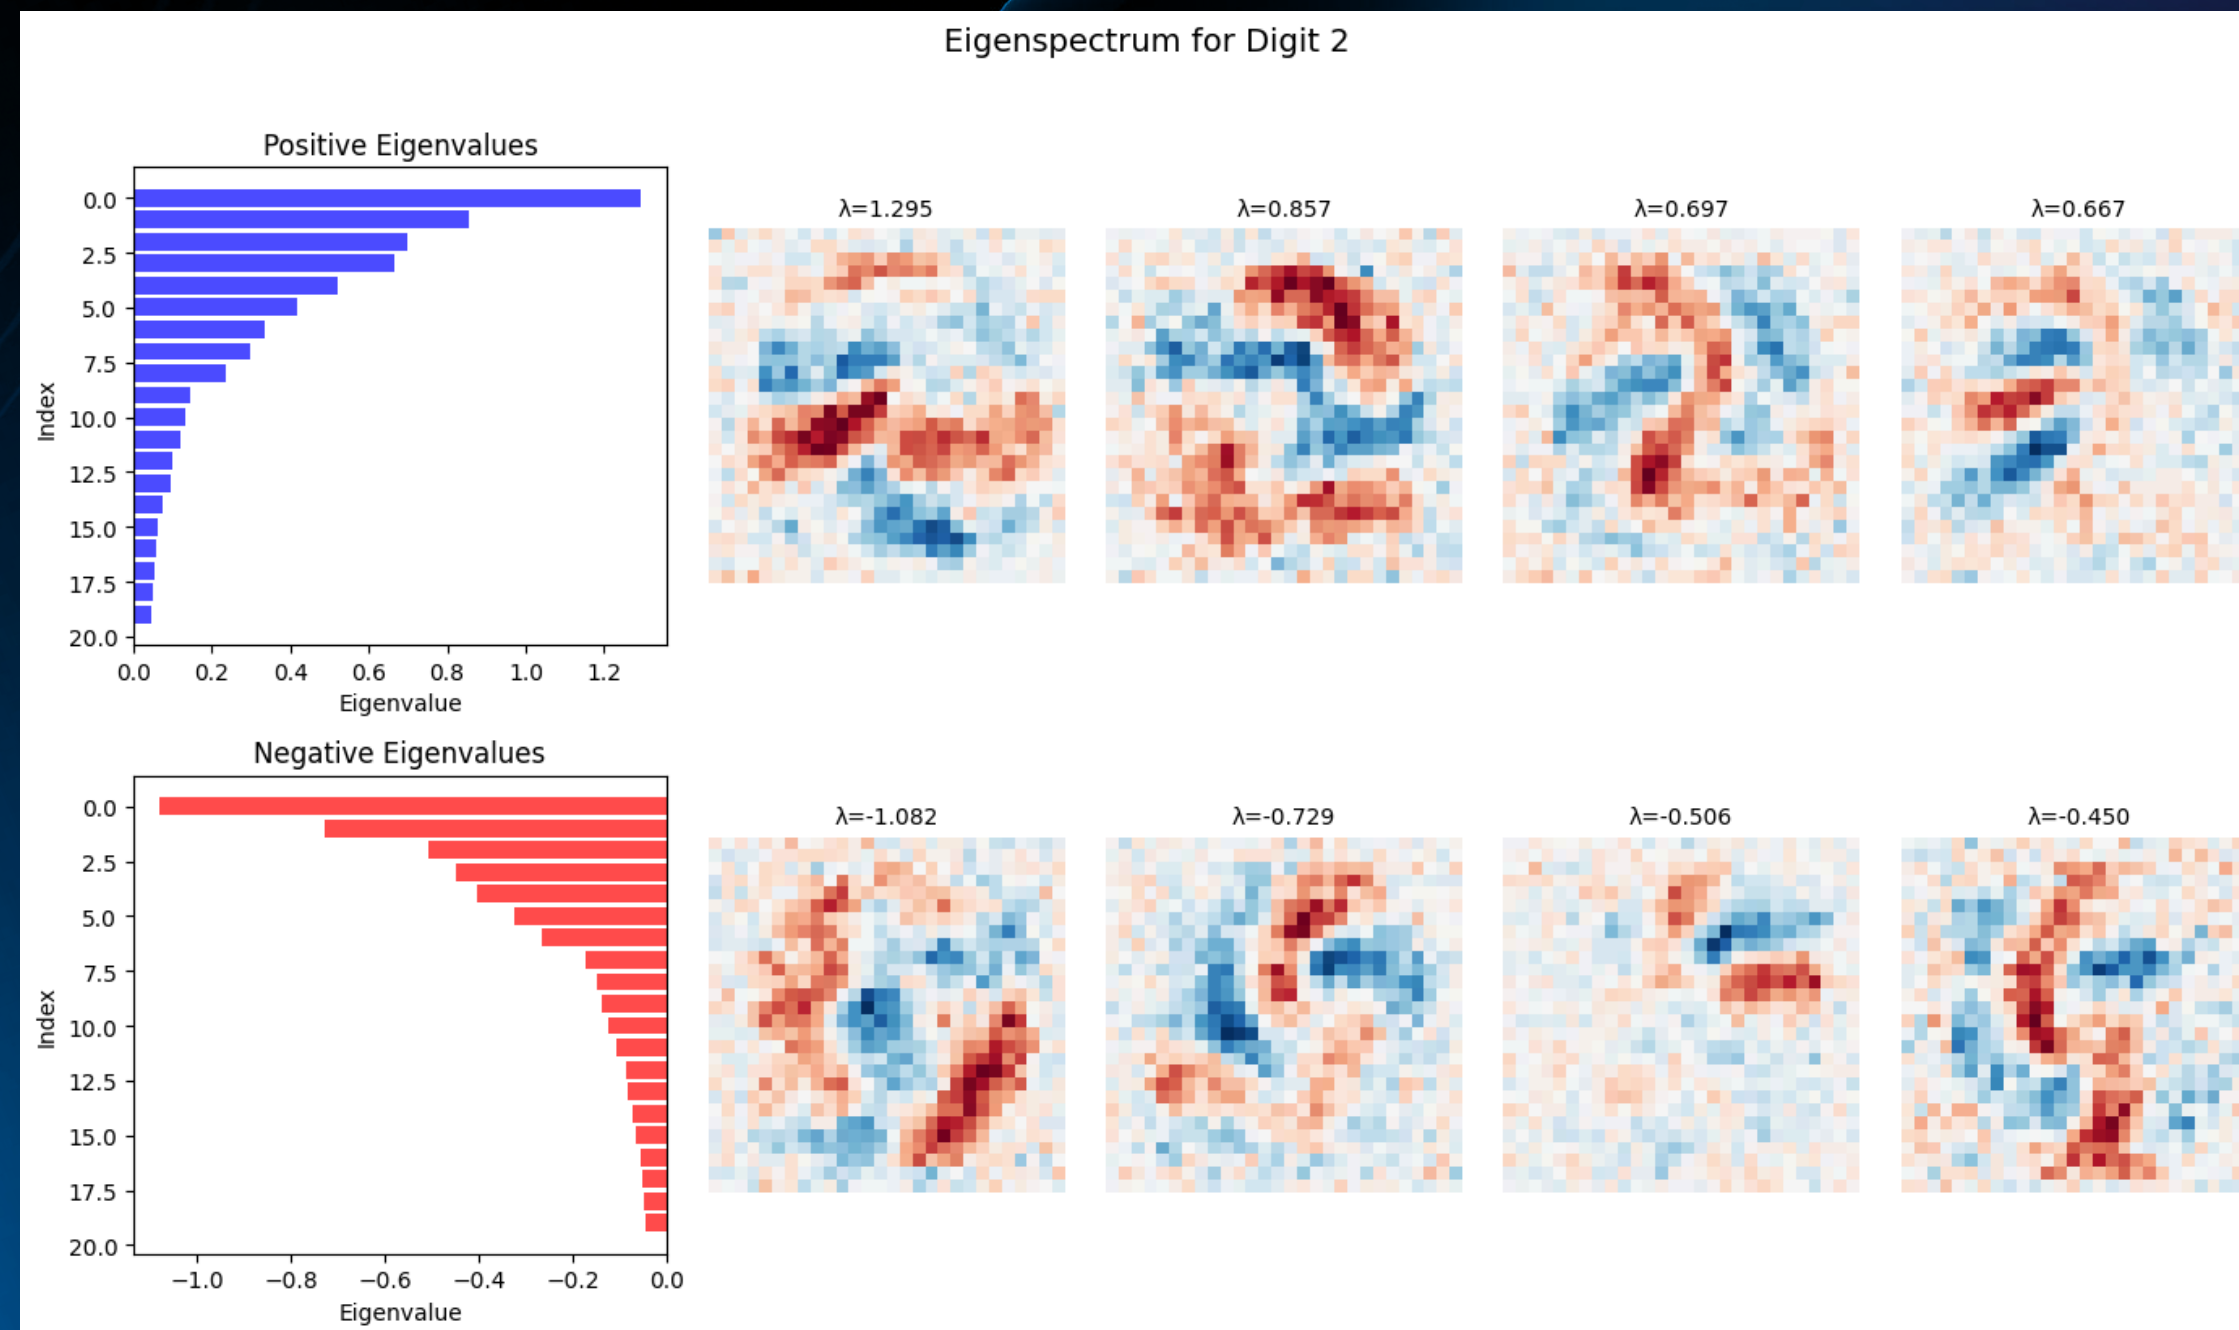 Eigenspectrum for Digit 2
Positive Eigenvalues
0.0
2.5
5.0
7.5
10.0
12.5
15.0
17.5
20.0
Index
0.0 0.2 0.4 0.6 0.8 1.0 1.2
Eigenvalue
λ=1.295
λ=0.857
λ=0.697
λ=0.667
Negative Eigenvalues
0.0
2.5
5.0
7.5
10.0
12.5
15.0
17.5
20.0
Index
−1.0 −0.8 −0.6 −0.4 −0.2 0.0
Eigenvalue
λ=-1.082
λ=-0.729
λ=-0.506
λ=-0.450